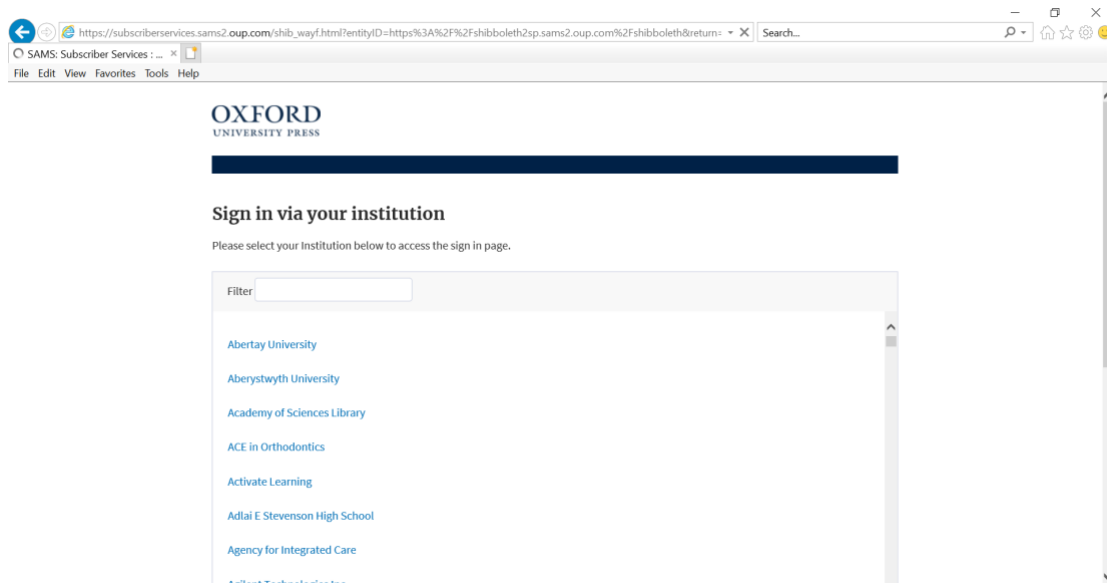 https://subscriberservices.sams2.oup.com/shib_wayf.html?entityID=https%3A%2F%2Fshibboleth2sp.sams2.oup.com%2Fshibboleth&return=
Search...
SAMS: Subscriber Services : ...
File Edit View Favorites Tools Help
OXFORD
UNIVERSITY PRESS
Sign in via your institution
Please select your Institution below to access the sign in page.
Filter
Abertay University
Aberystwyth University
Academy of Sciences Library
ACE in Orthodontics
Activate Learning
Adlai E Stevenson High School
Agency for Integrated Care